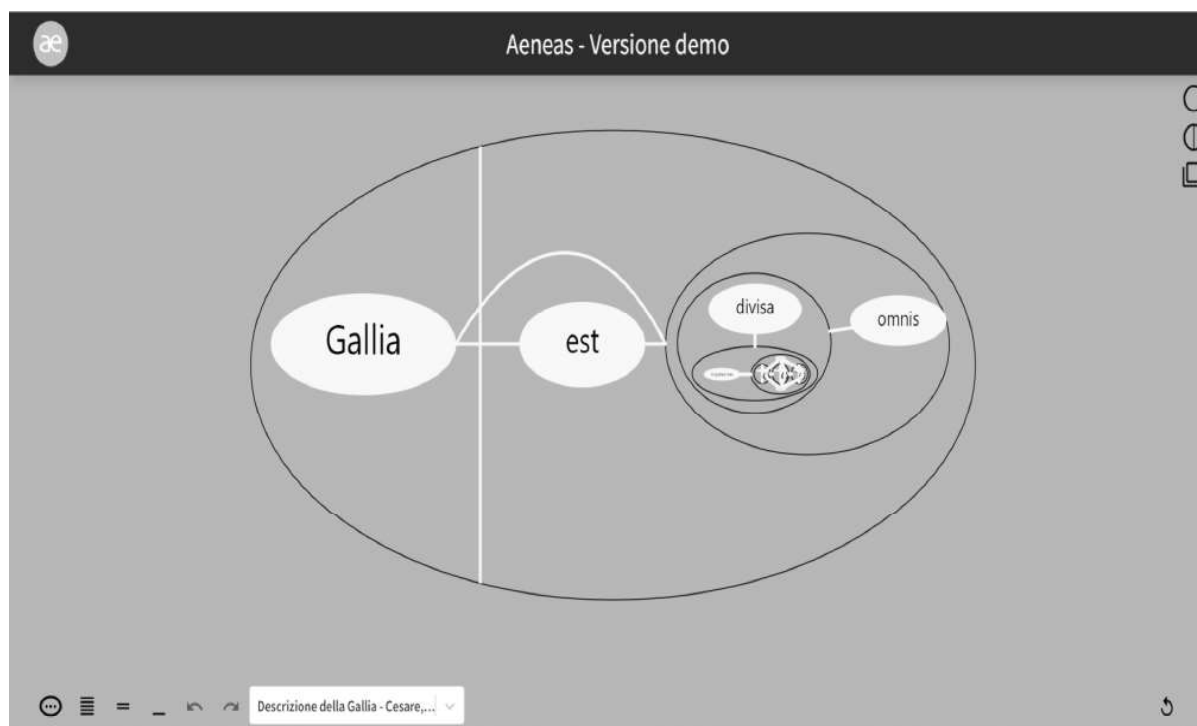 ae
Aeneas - Versione demo
Gallia
est
divisa
omnis
Descrizione della Gallia - Cesare,...